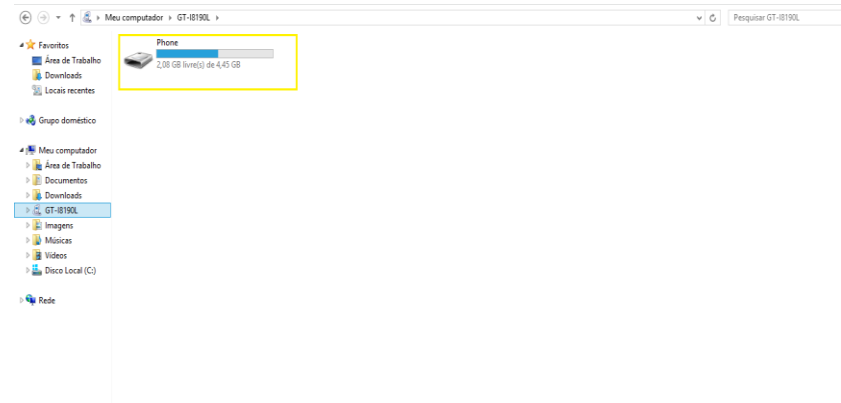 Meu computador GT-I8190L
Pesquisar GT-I8190L
Favoritos
Área de Trabalho
Downloads
Locais recentes
Grupo doméstico
Meu computador
Área de Trabalho
Documentos
Downloads
GT-I8190L
Imagens
Músicas
Vídeos
Disco Local (C:)
Rede
Phone
2,08 GB livre(s) de 4,45 GB